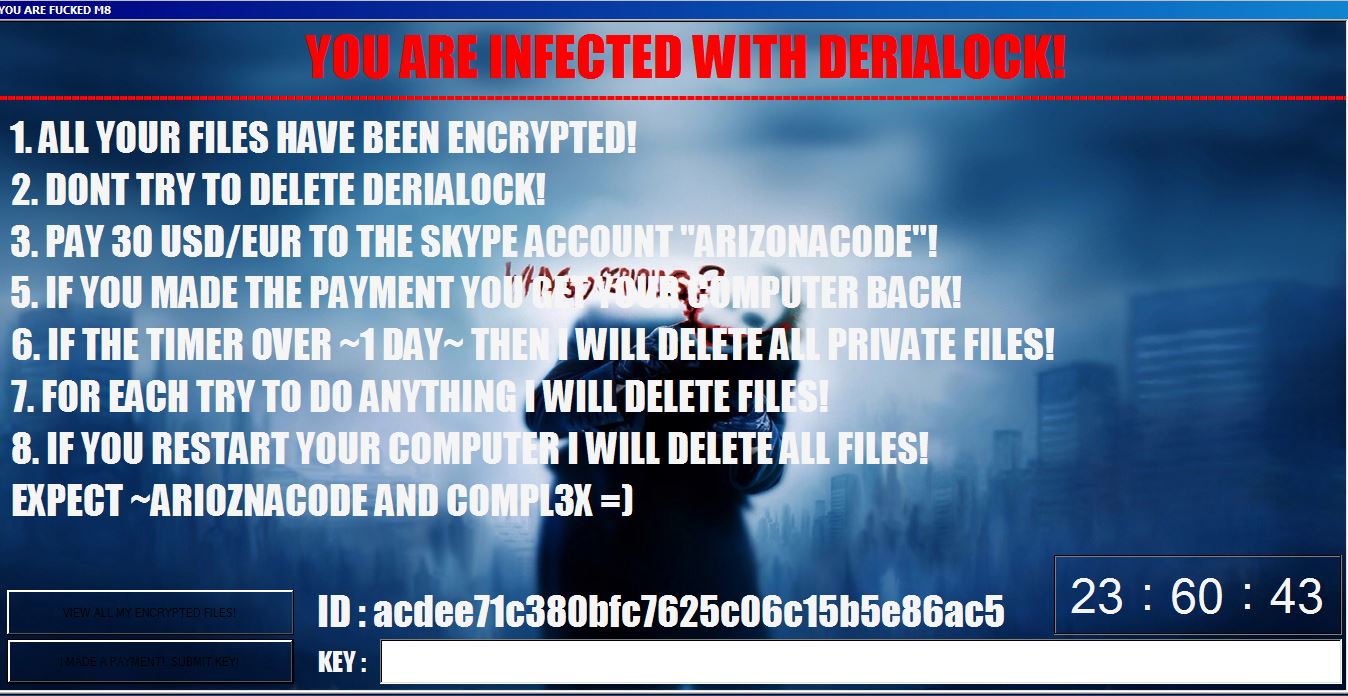 YOU ARE FUCKED M8
YOU ARE INFECTED WITH DERIALOCK!
1. ALL YOUR FILES HAVE BEEN ENCRYPTED!
2. DONT TRY TO DELETE DERIALOCK!
3. PAY 30 USD/EUR TO THE SKYPE ACCOUNT "ARIZONACODE"!
5. IF YOU MADE THE PAYMENT YOU GET YOUR COMPUTER BACK!
6. IF THE TIMER OVER ~1 DAY~ THEN I WILL DELETE ALL PRIVATE FILES!
7. FOR EACH TRY TO DO ANYTHING I WILL DELETE FILES!
8. IF YOU RESTART YOUR COMPUTER I WILL DELETE ALL FILES!
EXPECT ~ARIOZNACODE AND COMPL3X =)
23 : 60 : 43
VIEW ALL MY ENCRYPTED FILES!
ID : acdee71c380bfc7625c06c15b5e86ac5
I MADE A PAYMENT!. SUBMIT KEY!
KEY :